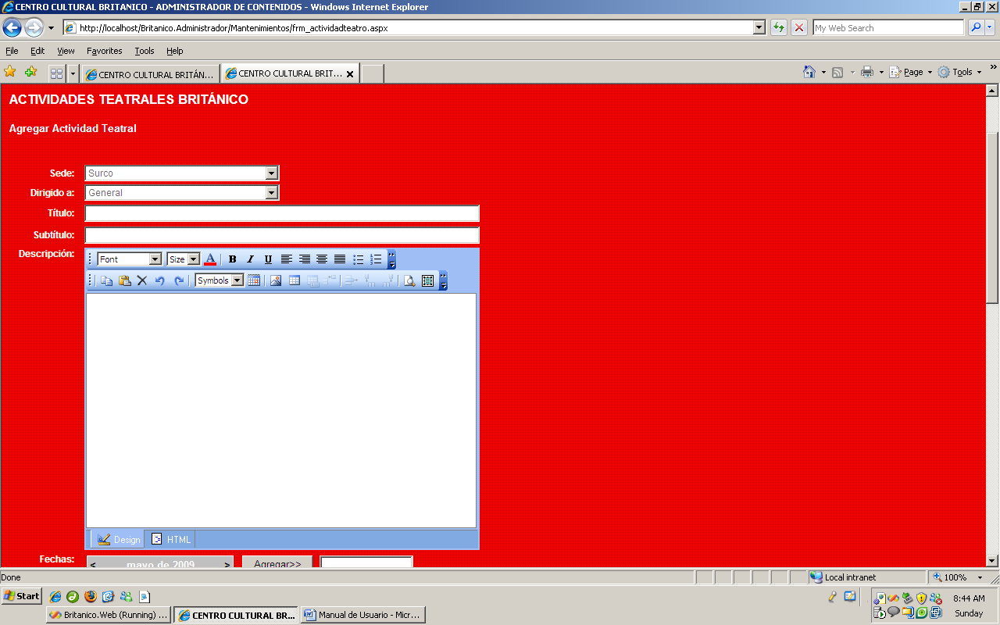 CENTRO CULTURAL BRITANICO - ADMINISTRADOR DE CONTENIDOS - Windows Internet Explorer
http://localhost/Britanico.Administrador/Mantenimientos/frm_actividadteatro.aspx
My Web Search
File Edit View Favorites Tools Help
CENTRO CULTURAL BRITÁN...
CENTRO CULTURAL BRIT...
Page
Tools
ACTIVIDADES TEATRALES BRITÁNICO
Agregar Actividad Teatral
Sede: Surco
Dirigido a: General
Título:
Subtítulo:
Descripción:
Font Size A B I U
Symbols
Design HTML
Fechas: < mayo de 2009 > Agregar>>
Done Local intranet 100%
Start 8:44 AM
Britanico.Web (Running) ... CENTRO CULTURAL BR... Manual de Usuario - Micr... Sunday